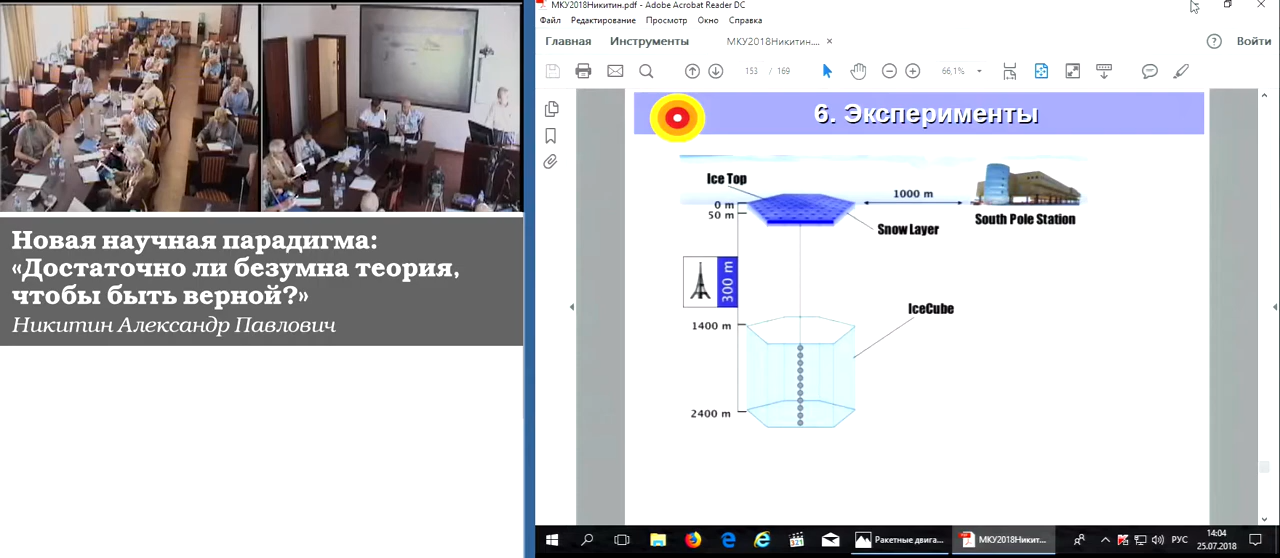 Новая научная парадигма:
«Достаточно ли безумна теория,
чтобы быть верной?»
Никитин Александр Павлович
МКУ2018Никитин.pdf - Adobe Acrobat Reader DC
Файл Редактирование Просмотр Окно Справка
Главная Инструменты МКУ2018Никитин.... ×
? Войти
153 / 169
66,1%
6. Эксперименты
Ice Top
0 m
50 m
1000 m
South Pole Station
Snow Layer
300 m
IceCube
1400 m
2400 m
321
Ракетные двига...
МКУ2018Никит...
РУС
14:04
25.07.2018